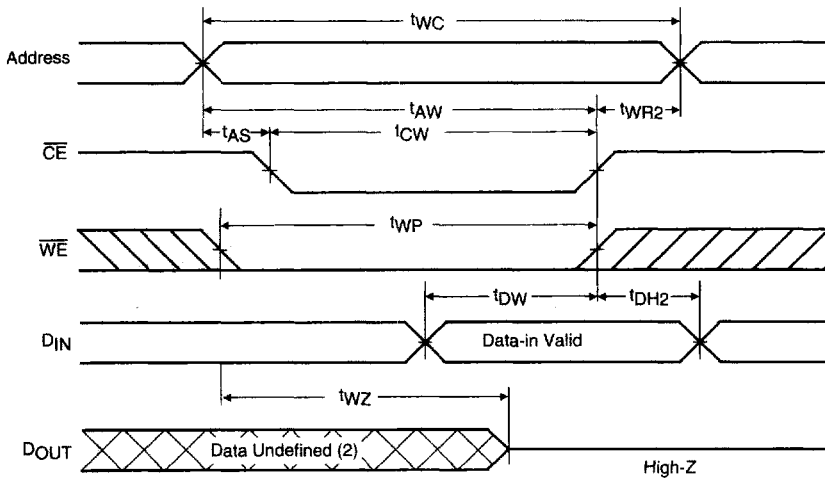 tWC
Address
tAW
tWR2
tAS
tCW
CE
tWP
WE
tDW
tDH2
DIN
Data-in Valid
tWZ
DOUT
Data Undefined (2)
High-Z